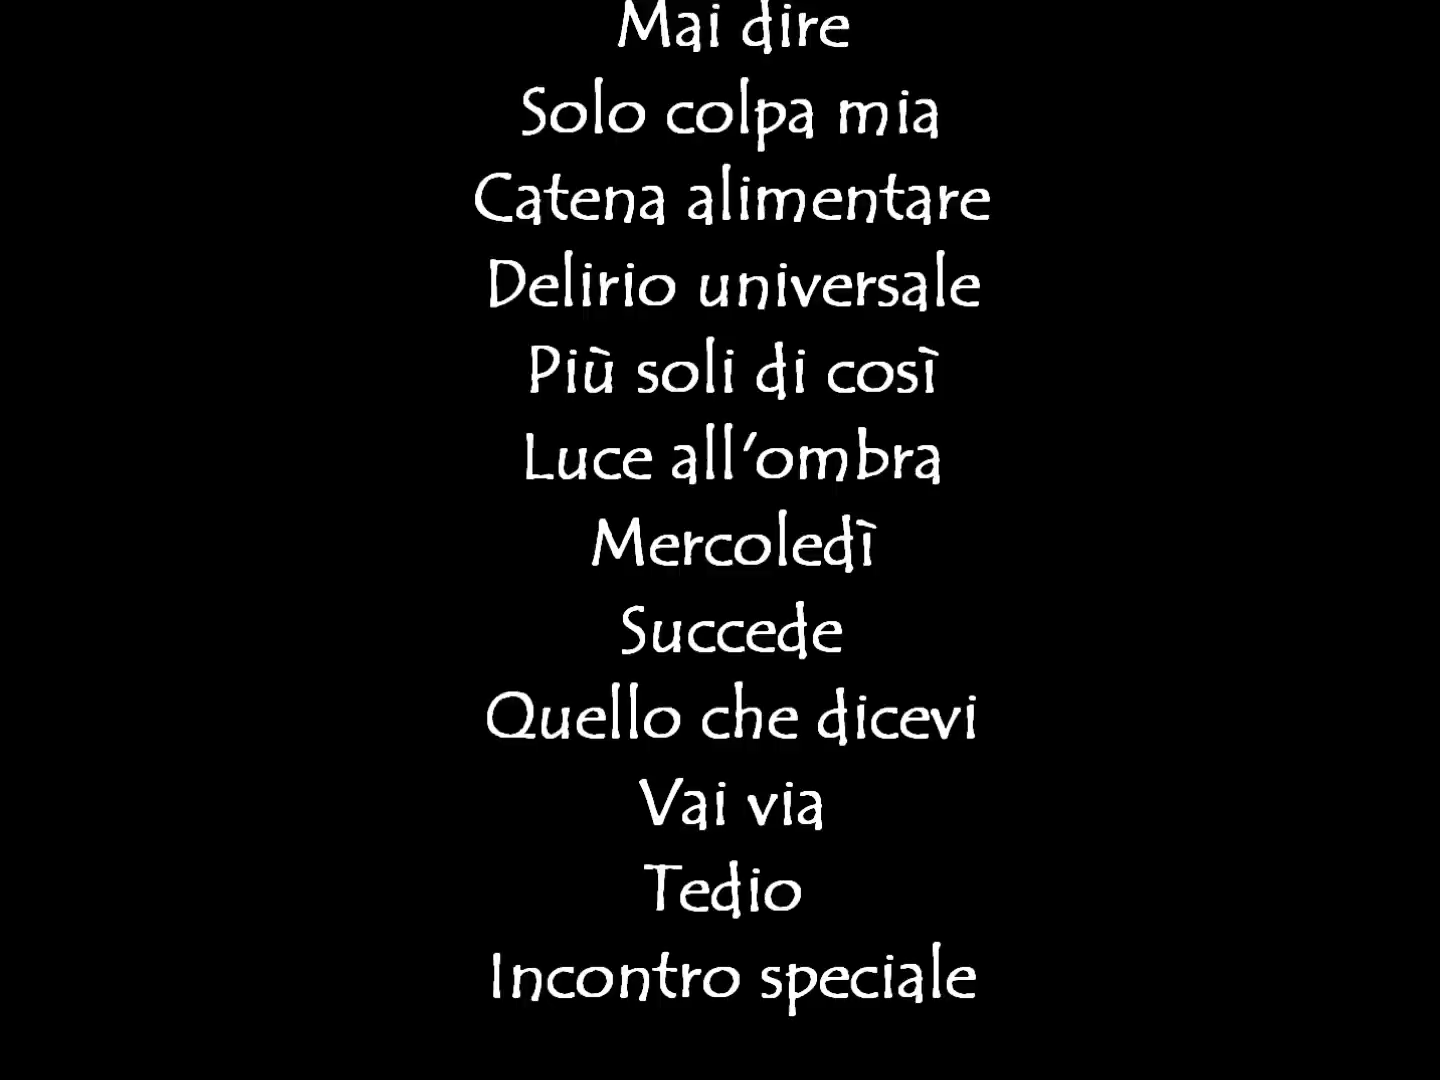 Mai dire
Solo colpa mia
Catena alimentare
Delirio universale
Più soli di così
Luce all'ombra
Mercoledì
Succede
Quello che dicevi
Vai via
Tedio
Incontro speciale